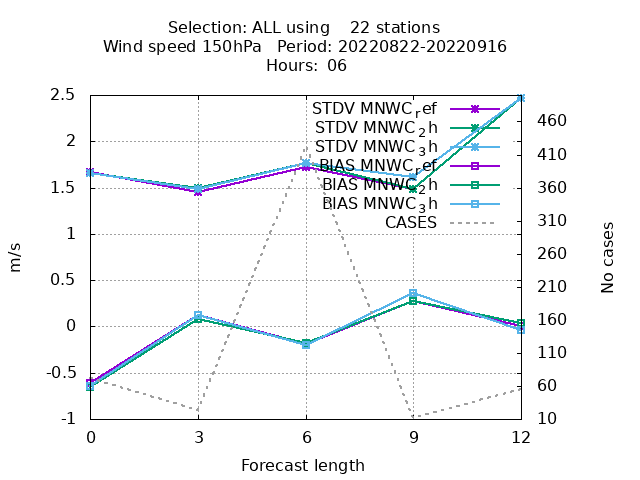 Selection: ALL using 22 stations
Wind speed 150hPa Period: 20220822-20220916
Hours: 06
STDV MNWC_ref
STDV MNWC_2h
STDV MNWC_3h
BIAS MNWC_ref
BIAS MNWC_2h
BIAS MNWC_3h
CASES
m/s
2.5
2
1.5
1
0.5
0
-0.5
-1
No cases
460
410
360
310
260
210
160
110
60
10
0 3 6 9 12
Forecast length